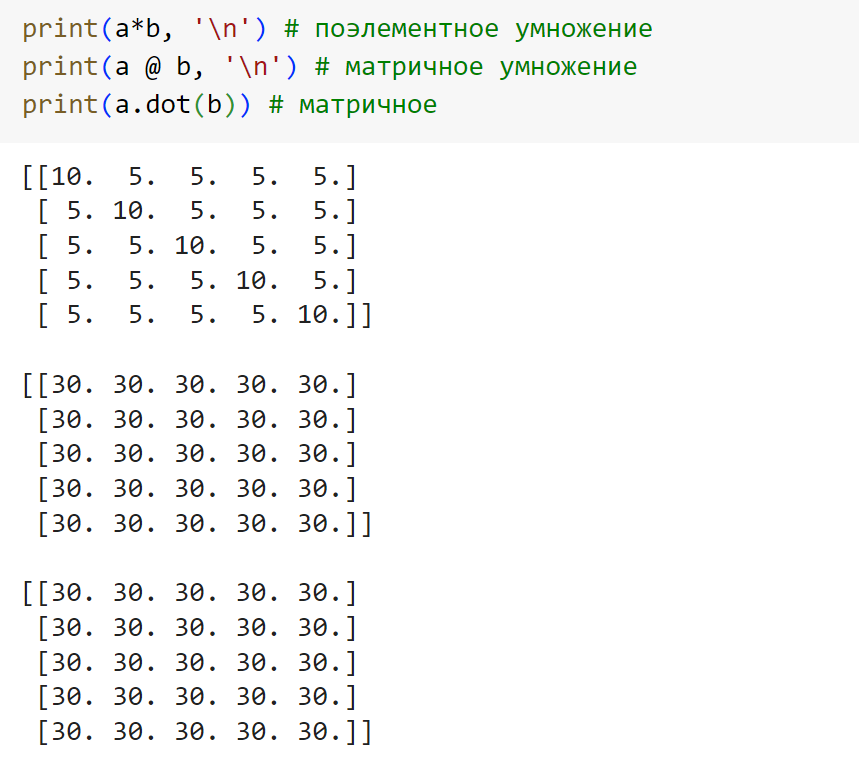 print(a*b, '\n') # поэлементное умножение
print(a @ b, '\n') # матричное умножение
print(a.dot(b)) # матричное
[[10.  5.  5.  5.  5.]
 [ 5. 10.  5.  5.  5.]
 [ 5.  5. 10.  5.  5.]
 [ 5.  5.  5. 10.  5.]
 [ 5.  5.  5.  5. 10.]]
[[30. 30. 30. 30. 30.]
 [30. 30. 30. 30. 30.]
 [30. 30. 30. 30. 30.]
 [30. 30. 30. 30. 30.]
 [30. 30. 30. 30. 30.]]
[[30. 30. 30. 30. 30.]
 [30. 30. 30. 30. 30.]
 [30. 30. 30. 30. 30.]
 [30. 30. 30. 30. 30.]
 [30. 30. 30. 30. 30.]]